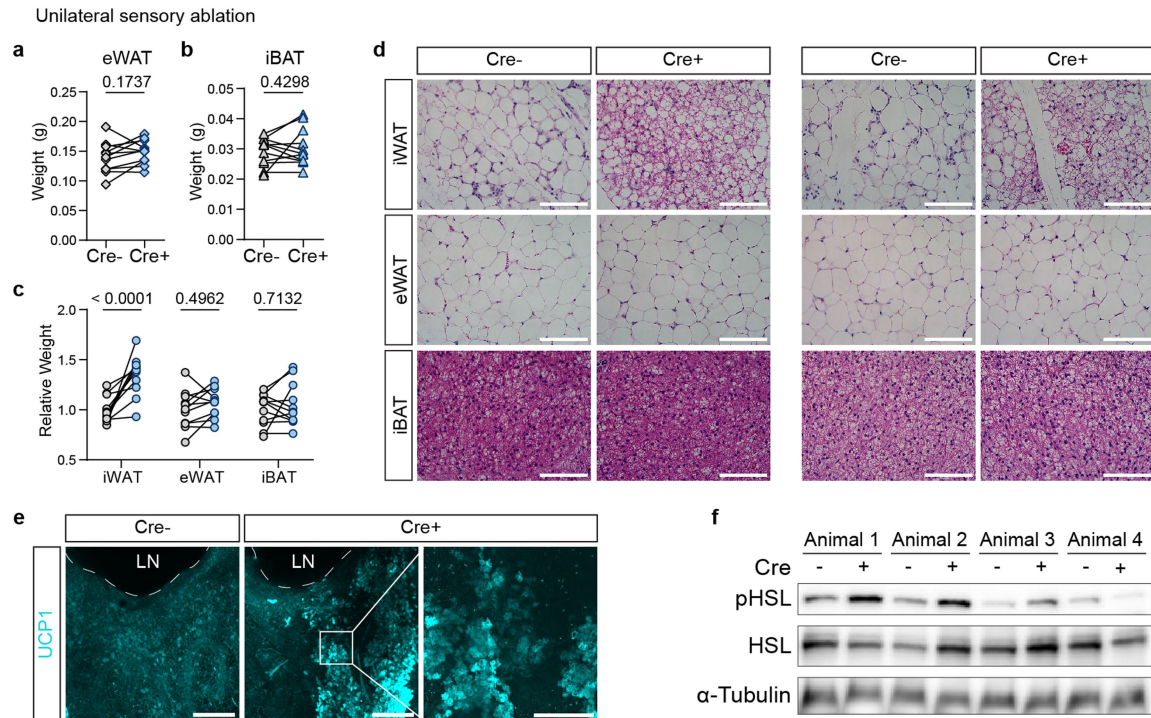 Unilateral sensory ablation
a
eWAT
0.1737
Weight (g)
0.25
0.20
0.15
0.10
0.05
0.00
Cre- Cre+
b
iBAT
0.4298
Weight (g)
0.05
0.04
0.03
0.02
0.01
0.0
Cre- Cre+
c
< 0.0001 0.4962 0.7132
Relative Weight
2.0
1.5
1.0
0.5
iWAT eWAT iBAT
d
Cre- Cre+ Cre- Cre+
iWAT
eWAT
iBAT
e
Cre- Cre+
UCP1
LN LN
f
Animal 1 Animal 2 Animal 3 Animal 4
Cre - + - + - + - +
pHSL
HSL
α-Tubulin